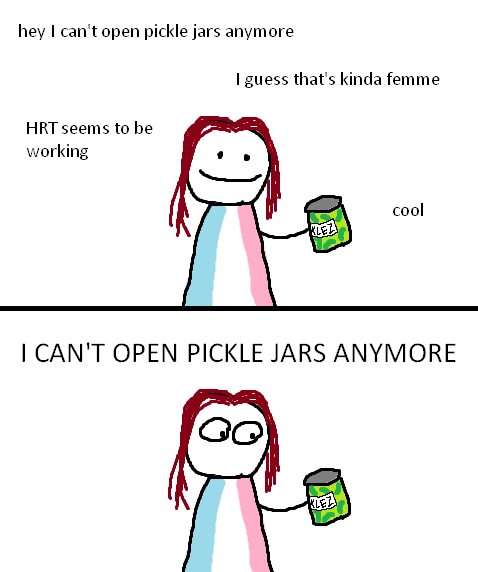 hey I can't open pickle jars anymore
I guess that's kinda femme
HRT seems to be
working
cool
KLEZ
I CAN'T OPEN PICKLE JARS ANYMORE
KLEZ